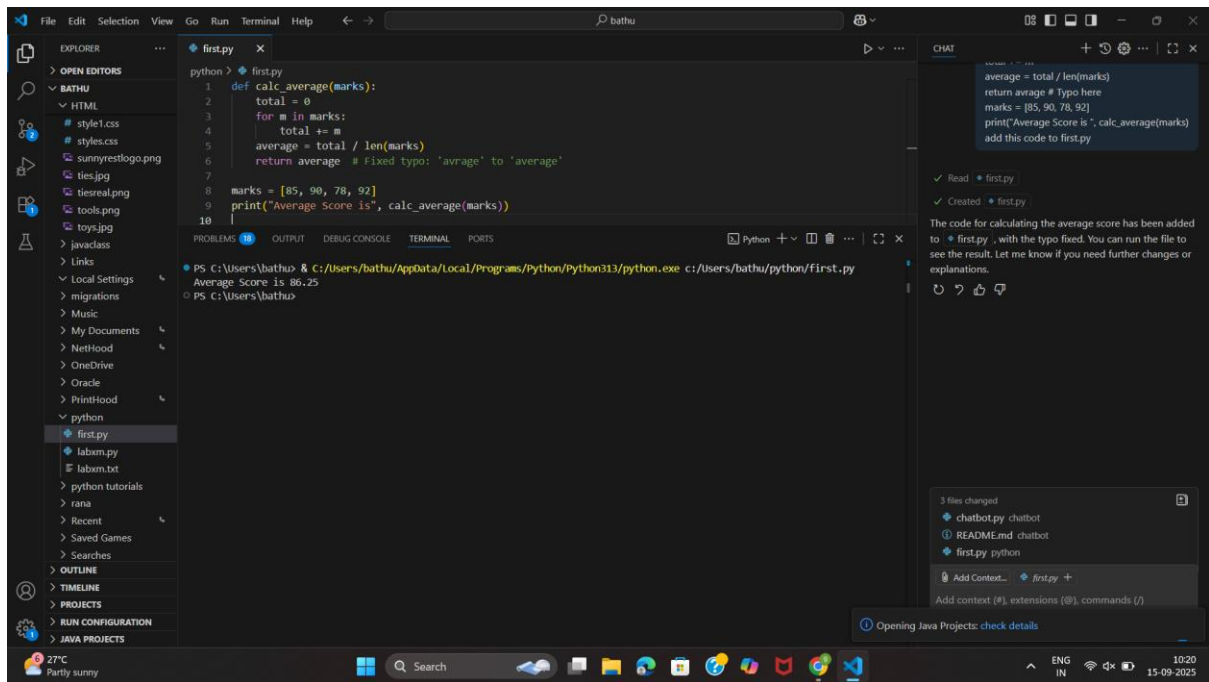 File Edit Selection View Go Run Terminal Help
bathu
EXPLORER
OPEN EDITORS
BATHU
HTML
# style1.css
# styles.css
sunnyrestlogo.png
ties.jpg
tiesreal.png
tools.png
toys.jpg
javaclass
Links
Local Settings
migrations
Music
My Documents
NetHood
OneDrive
Oracle
PrintHood
python
first.py
labxm.py
labxm.txt
python tutorials
rana
Recent
Saved Games
Searches
OUTLINE
TIMELINE
PROJECTS
RUN CONFIGURATION
JAVA PROJECTS
2
1
1
first.py
python > first.py
1 def calc_average(marks):
2 total = 0
3 for m in marks:
4 total += m
5 average = total / len(marks)
6 return average # Fixed typo: 'avrage' to 'average'
7
8 marks = [85, 90, 78, 92]
9 print("Average Score is", calc_average(marks))
10
PROBLEMS 18 OUTPUT DEBUG CONSOLE TERMINAL PORTS
Python
PS C:\Users\bathu> & C:/Users/bathu/AppData/Local/Programs/Python/Python313/python.exe c:/Users/bathu/python/first.py
Average Score is 86.25
PS C:\Users\bathu>
CHAT
average = total / len(marks)
return avrage # Typo here
marks = [85, 90, 78, 92]
print("Average Score is ", calc_average(marks)
add this code to first.py
Read first.py
Created first.py
The code for calculating the average score has been added
to first.py , with the typo fixed. You can run the file to
see the result. Let me know if you need further changes or
explanations.
3 files changed
chatbot.py chatbot
README.md chatbot
first.py python
Add Context... first.py +
Add context (#), extensions (@), commands (/)
Opening Java Projects: check details
6
27°C
Partly sunny
Search
ENG
IN
10:20
15-09-2025